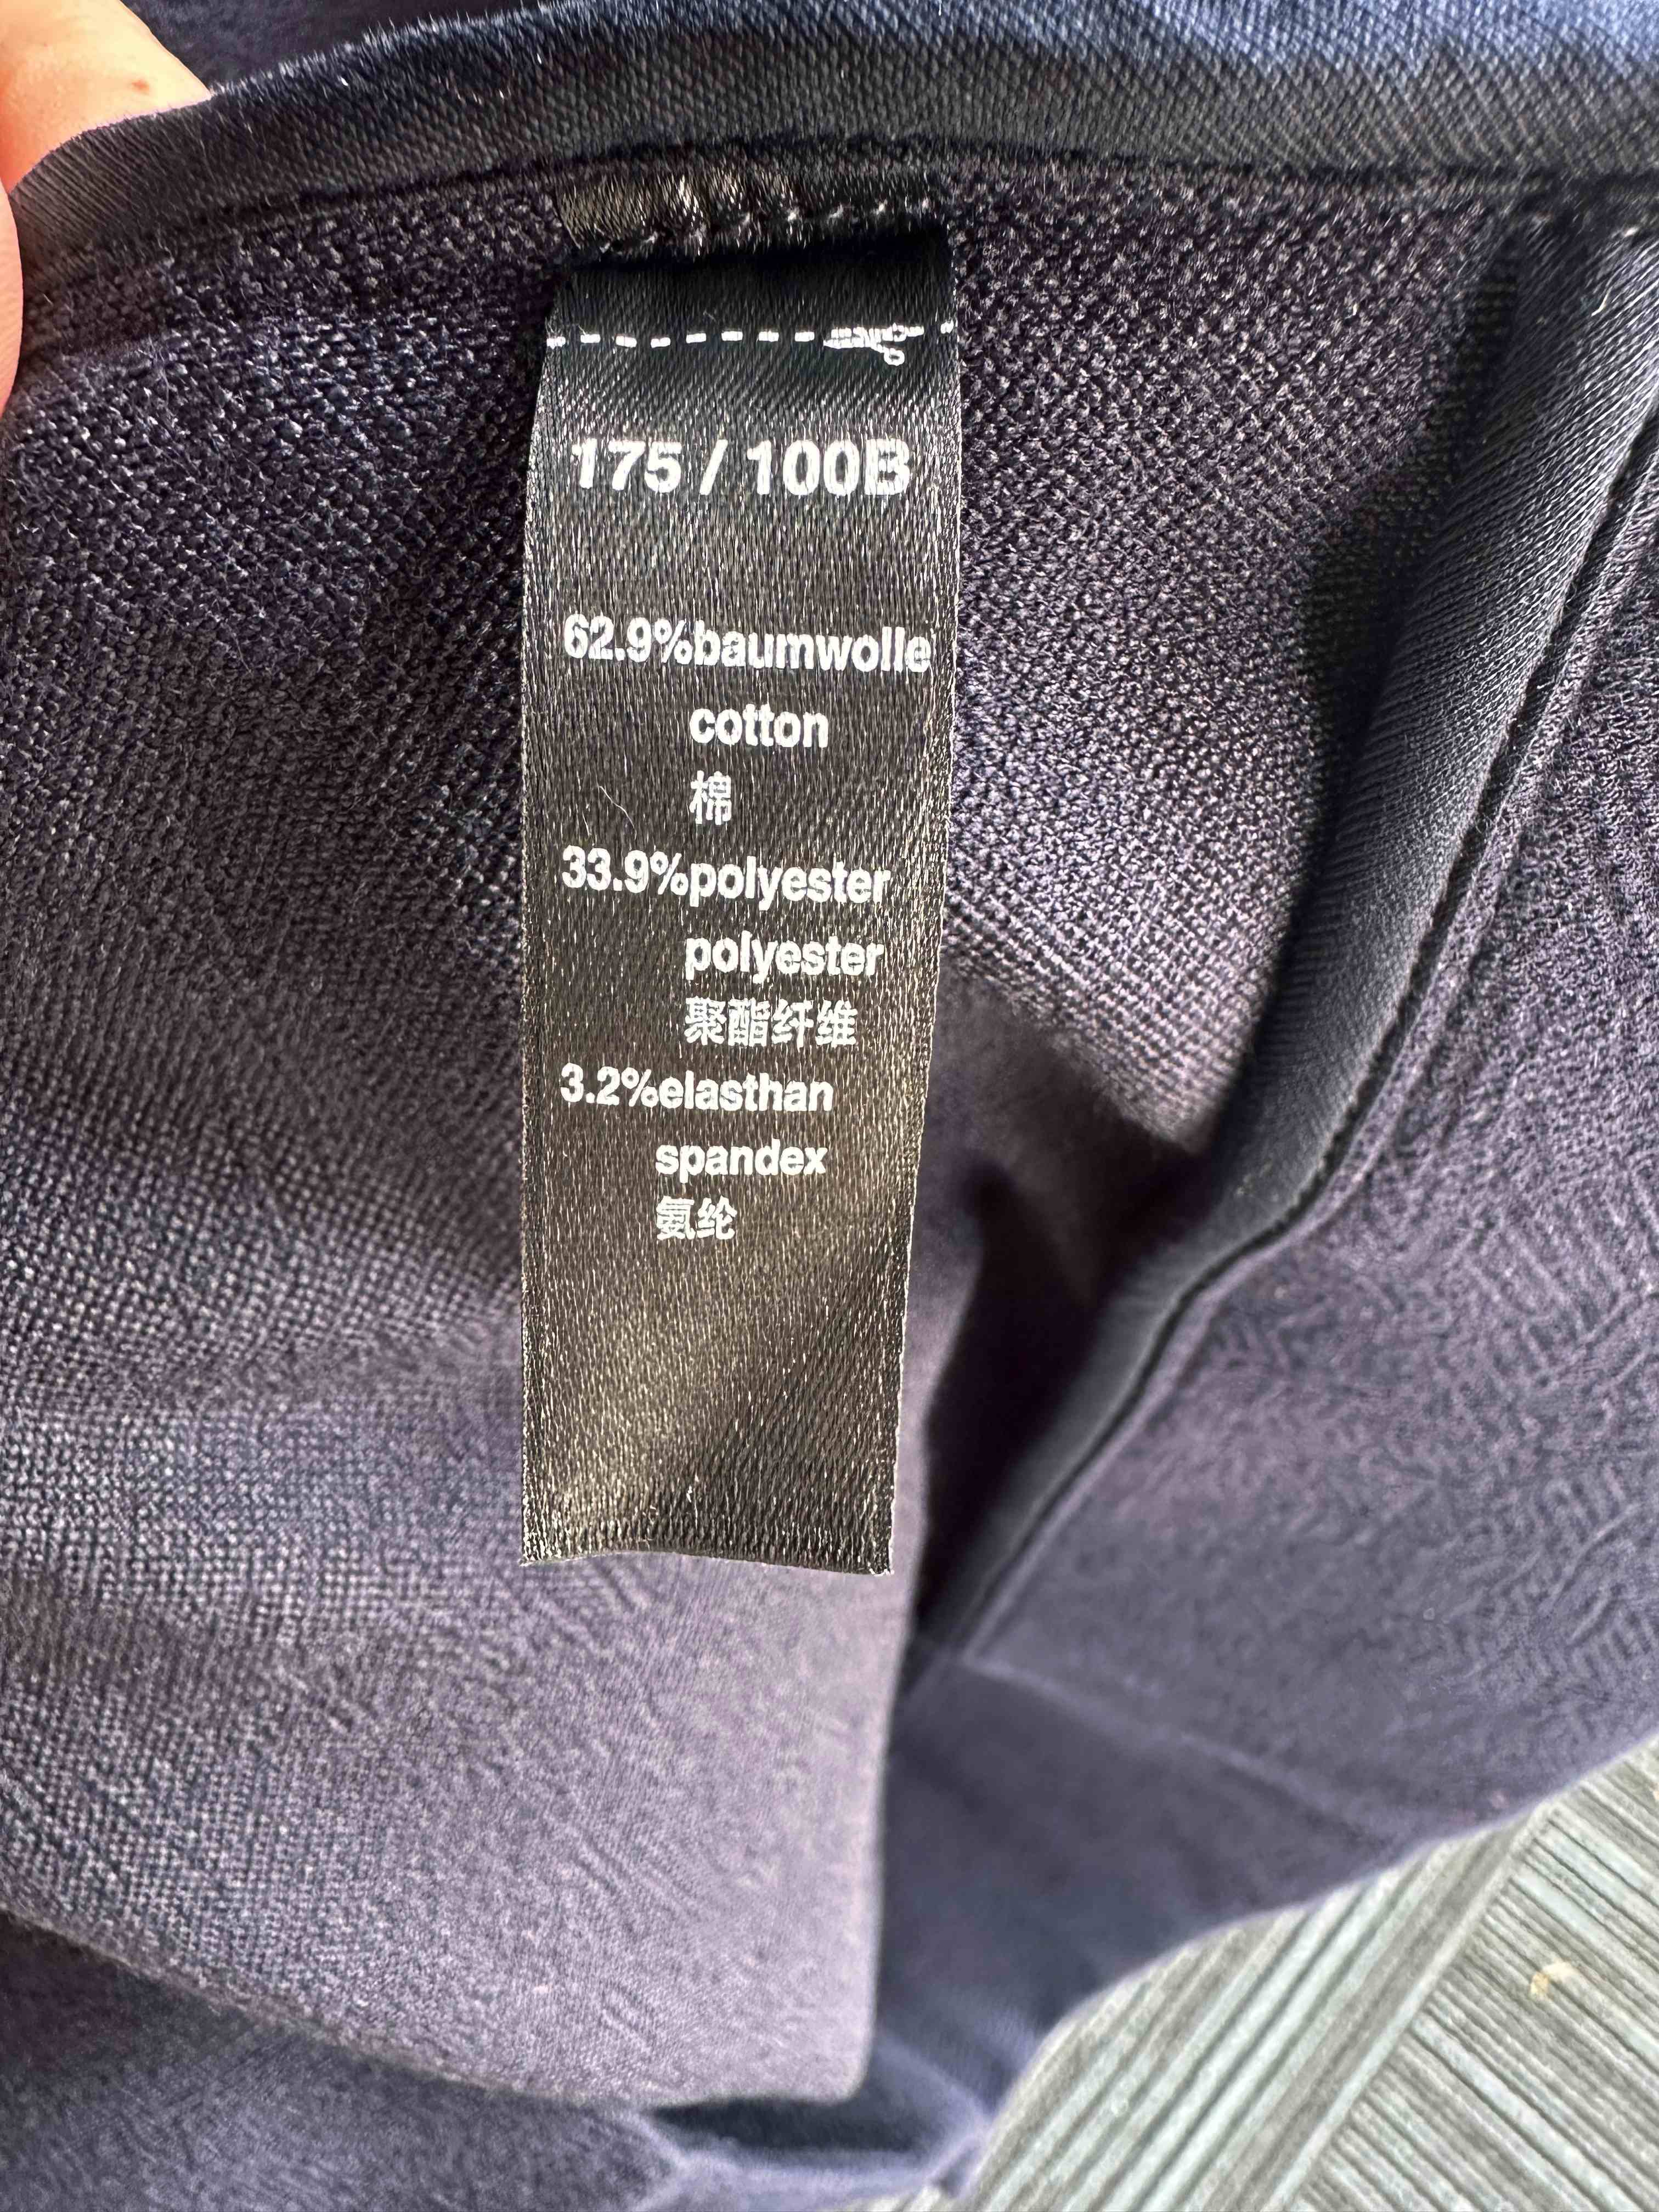 175 / 100B
62.9%baumwolle
cotton
棉
33.9%polyester
polyester
聚酯纤维
3.2%elasthan
spandex
氨纶